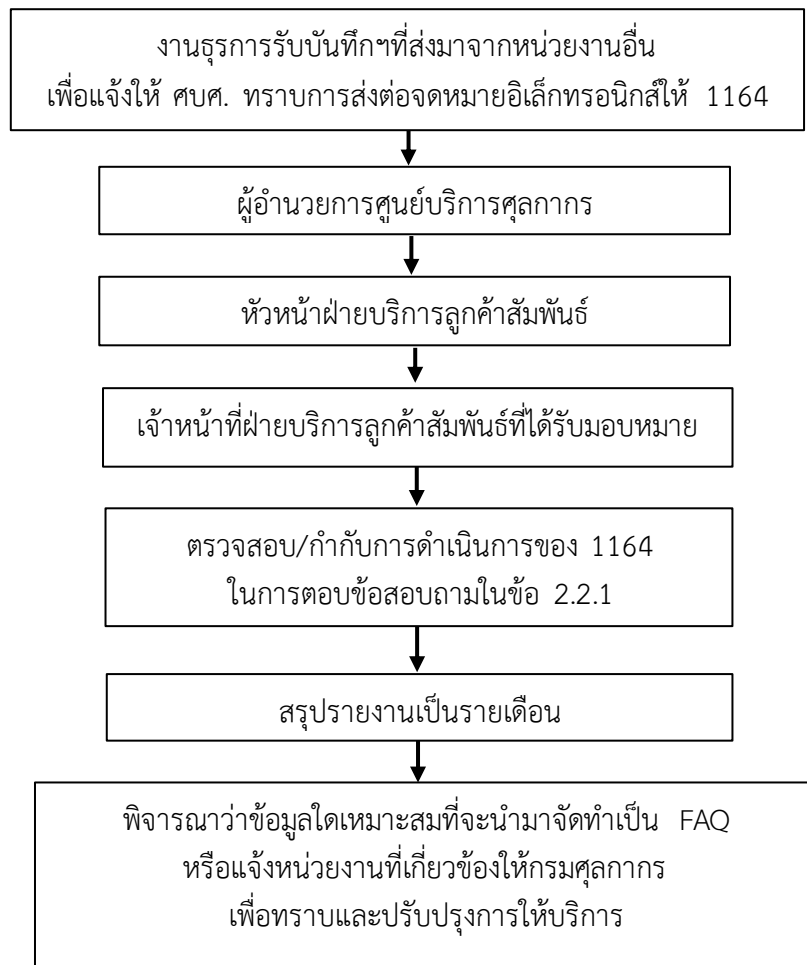 งานธุรการรับบันทึกฯที่ส่งมาจากหน่วยงานอื่น
เพื่อแจ้งให้ ศบศ. ทราบการส่งต่อจดหมายอิเล็กทรอนิกส์ให้ 1164
ผู้อำนวยการศูนย์บริการศุลกากร
หัวหน้าฝ่ายบริการลูกค้าสัมพันธ์
เจ้าหน้าที่ฝ่ายบริการลูกค้าสัมพันธ์ที่ได้รับมอบหมาย
ตรวจสอบ/กำกับการดำเนินการของ 1164
ในการตอบข้อสอบถามในข้อ 2.2.1
สรุปรายงานเป็นรายเดือน
พิจารณาว่าข้อมูลใดเหมาะสมที่จะนำมาจัดทำเป็น FAQ
หรือแจ้งหน่วยงานที่เกี่ยวข้องให้กรมศุลกากร
เพื่อทราบและปรับปรุงการให้บริการ